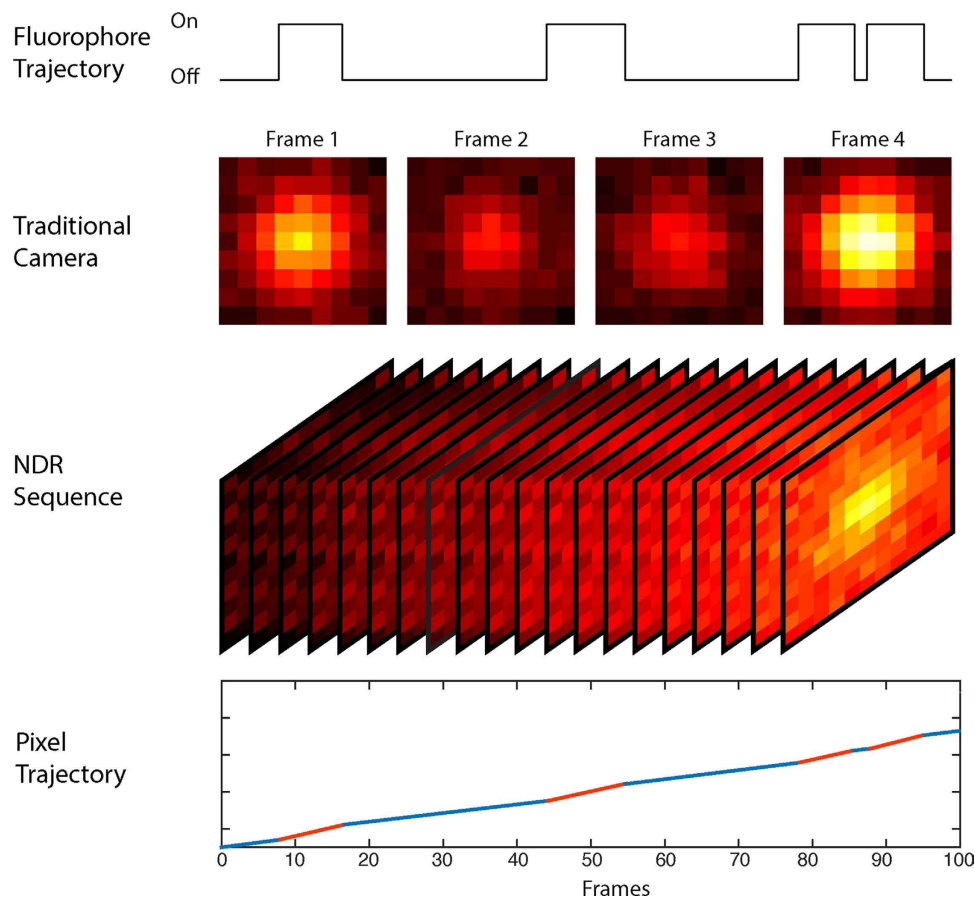 Fluorophore
Trajectory
On
Off
Frame 1 Frame 2 Frame 3 Frame 4
Traditional
Camera
NDR
Sequence
Pixel
Trajectory
0 10 20 30 40 50 60 70 80 90 100
Frames